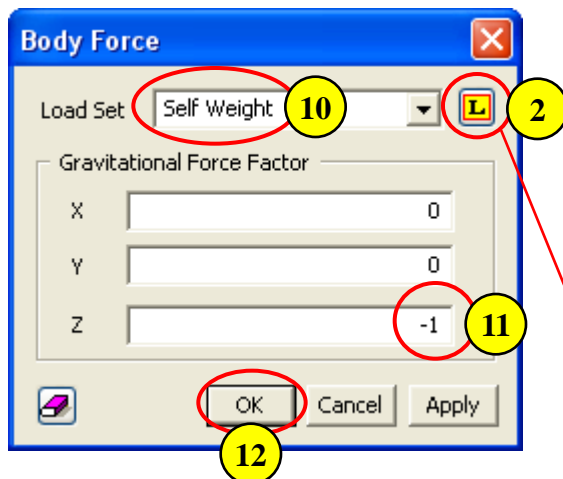 Body Force
Load Set Self Weight 10 L 2
Gravitational Force Factor
X 0
Y 0
Z -1 11
OK Cancel Apply
12